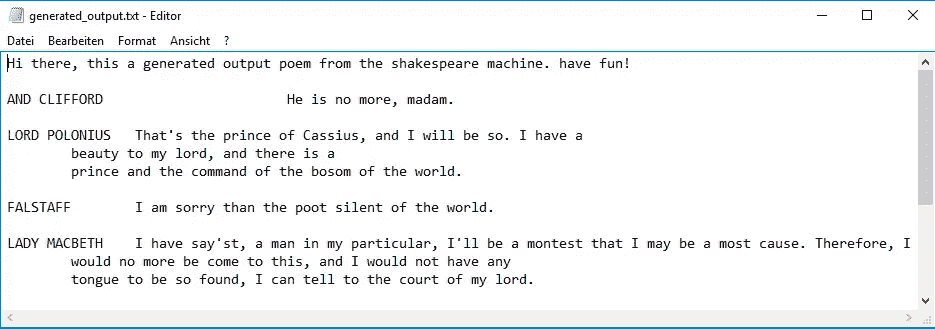 generated_output.txt - Editor
Datei Bearbeiten Format Ansicht ?
Hi there, this a generated output poem from the shakespeare machine. have fun!
AND CLIFFORD He is no more, madam.
LORD POLONIUS That's the prince of Cassius, and I will be so. I have a
beauty to my lord, and there is a
prince and the command of the bosom of the world.
FALSTAFF I am sorry than the poot silent of the world.
LADY MACBETH I have say'st, a man in my particular, I'll be a montest that I may be a most cause. Therefore, I
would no more be come to this, and I would not have any
tongue to be so found, I can tell to the court of my lord.